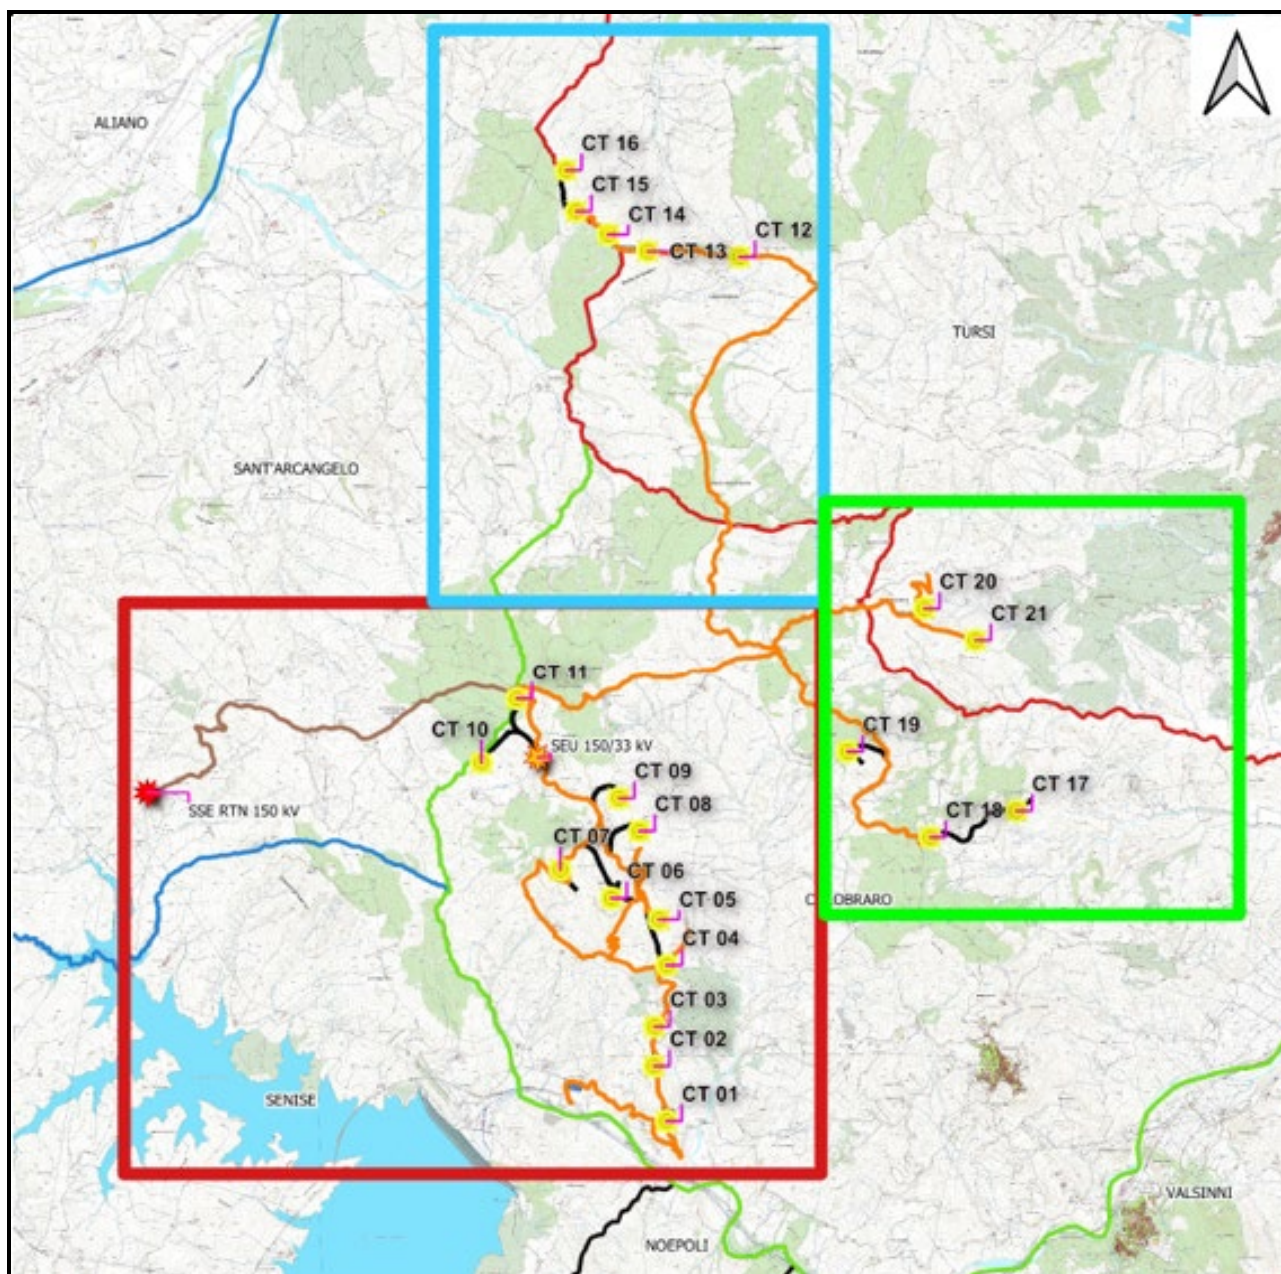 ALIANO
CT 16
CT 15
CT 14
CT 13
CT 12
TURSI
SANT'ARCANGELO
CT 20
CT 21
CT 11
CT 10
SEU 150/33 kV
CT 19
CT 09
CT 17
SSE RTN 150 kV
CT 08
CT 18
CT 07
CT 06
CT 05
CT 04
CT 03
CT 02
CT 01
SENISE
VALSINNI
NOEPOLI